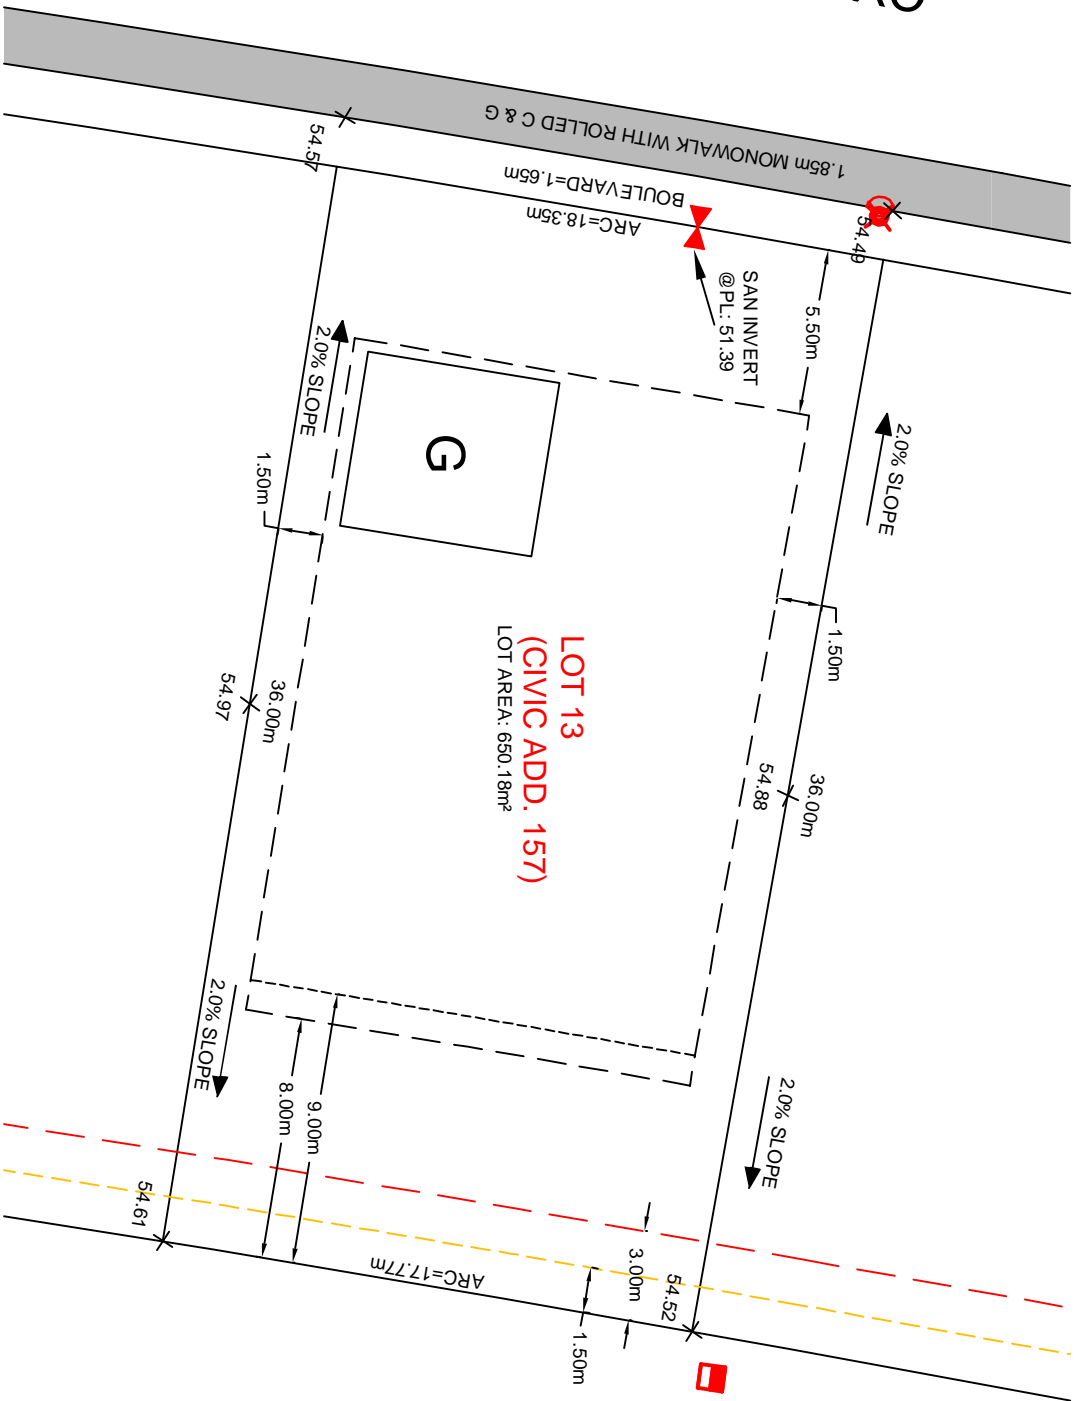 1.85m MONOWALK WITH ROLLED C & G
BOULEVARD=1.65m
ARC=18.35m
54.57
54.49
SAN INVERT
@PL: 51.39
5.50m
2.0% SLOPE
2.0% SLOPE
G
1.50m
1.50m
LOT 13
(CIVIC ADD. 157)
LOT AREA: 650.18m²
36.00m
54.97
36.00m
54.88
2.0% SLOPE
2.0% SLOPE
8.00m
9.00m
3.00m
1.50m
54.61
54.52
ARC=17.77m